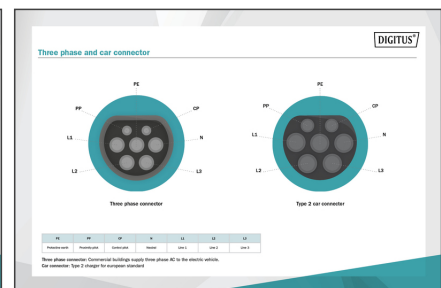 DIGITUS®
Three phase and car connector
PE
PP
CP
L1
N
L2
L3
Three phase connector
PE
PP
CP
L1
N
L2
L3
Type 2 car connector
PE PP CP N L1 L2 L3
Protective earth Proximity pilot Control pilot Neutral Line 1 Line 2 Line 3
Three phase connector: Commercial buildings supply three phase AC to the electric vehicle.
Car connector: Type 2 charger for european standard